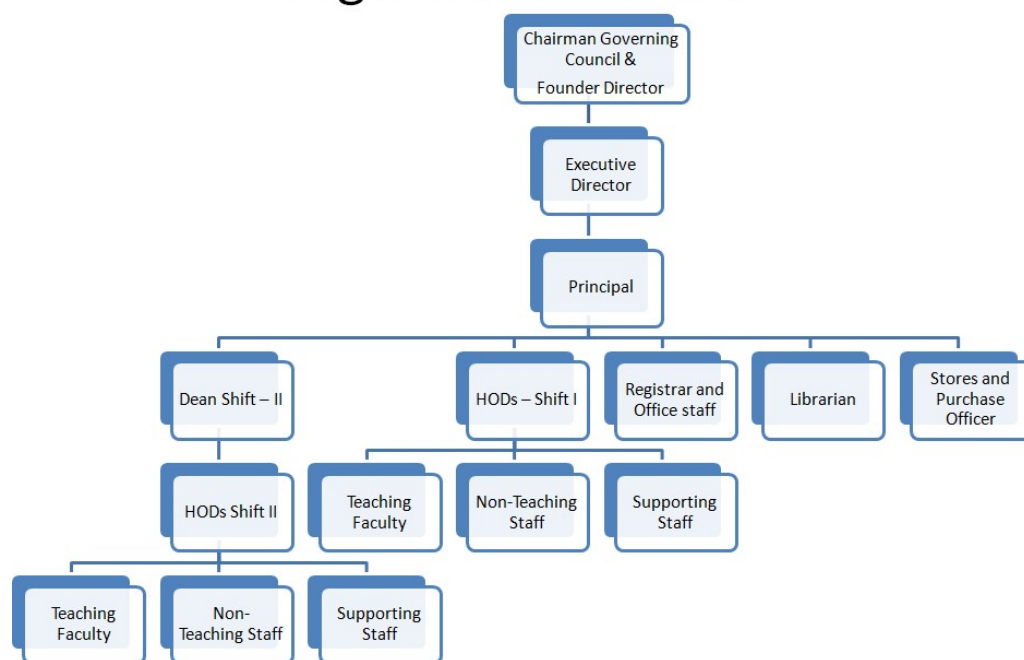 Chairman Governing
Council &
Founder Director
Executive
Director
Principal
Dean Shift – II
HODs – Shift I
Registrar and
Office staff
Librarian
Stores and
Purchase
Officer
HODs Shift II
Teaching
Faculty
Non-Teaching
Staff
Supporting
Staff
Teaching
Faculty
Non-
Teaching Staff
Supporting
Staff